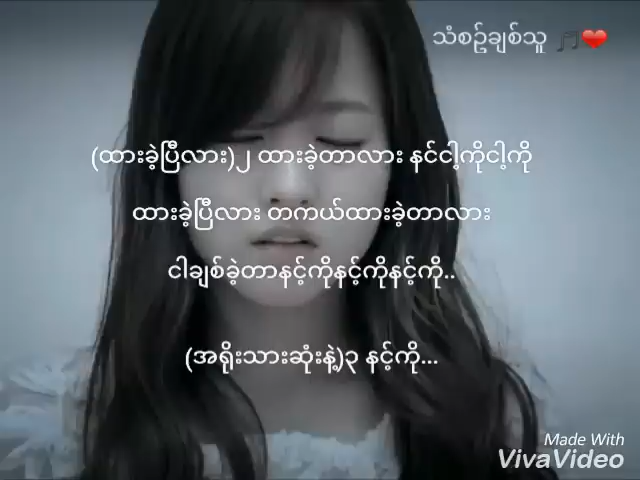 သံစဥ်ချစ်သူ 🎵❤️
(ထားခဲ့ပြီလား)၂ ထားခဲ့တာလား နင်ငါ့ကိုငါ့ကို
ထားခဲ့ပြီလား တကယ်ထားခဲ့တာလား
ငါချစ်ခဲ့တာနင့်ကိုနင့်ကိုနင့်ကို..
(အရိုးသားဆုံးနဲ့)၃ နင့်ကို...
Made With
VivaVideo